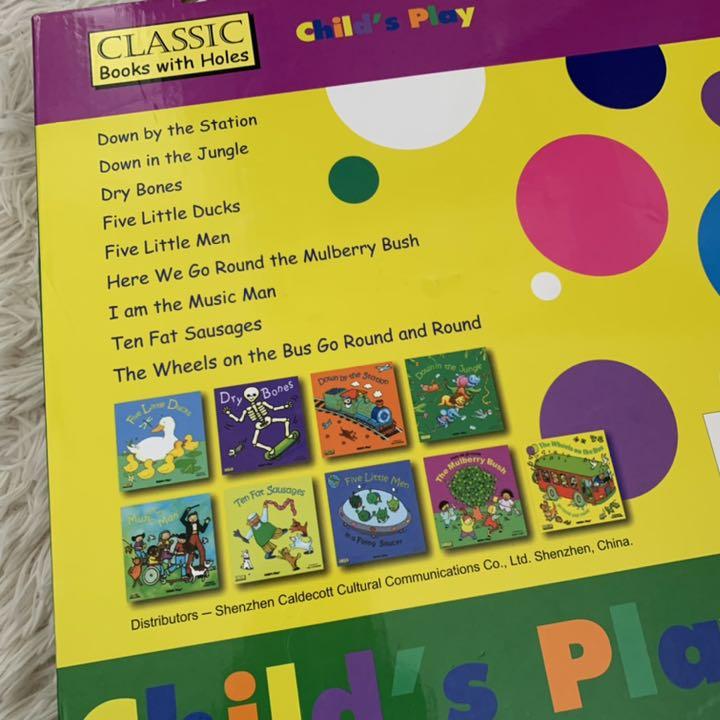 CLASSIC
Books with Holes
Child's Play
Down by the Station
Down in the Jungle
Dry Bones
Five Little Ducks
Five Little Men
Here We Go Round the Mulberry Bush
I am the Music Man
Ten Fat Sausages
The Wheels on the Bus Go Round and Round
Five Little Ducks
Dry Bones
Down by the Station
Down in the Jungle
Music Man
Ten Fat Sausages
Five Little Men
in a Flying Saucer
The Mulberry Bush
The Wheels on the Bus
Distributors — Shenzhen Caldecott Cultural Communications Co., Ltd. Shenzhen, China.
Child's Pla